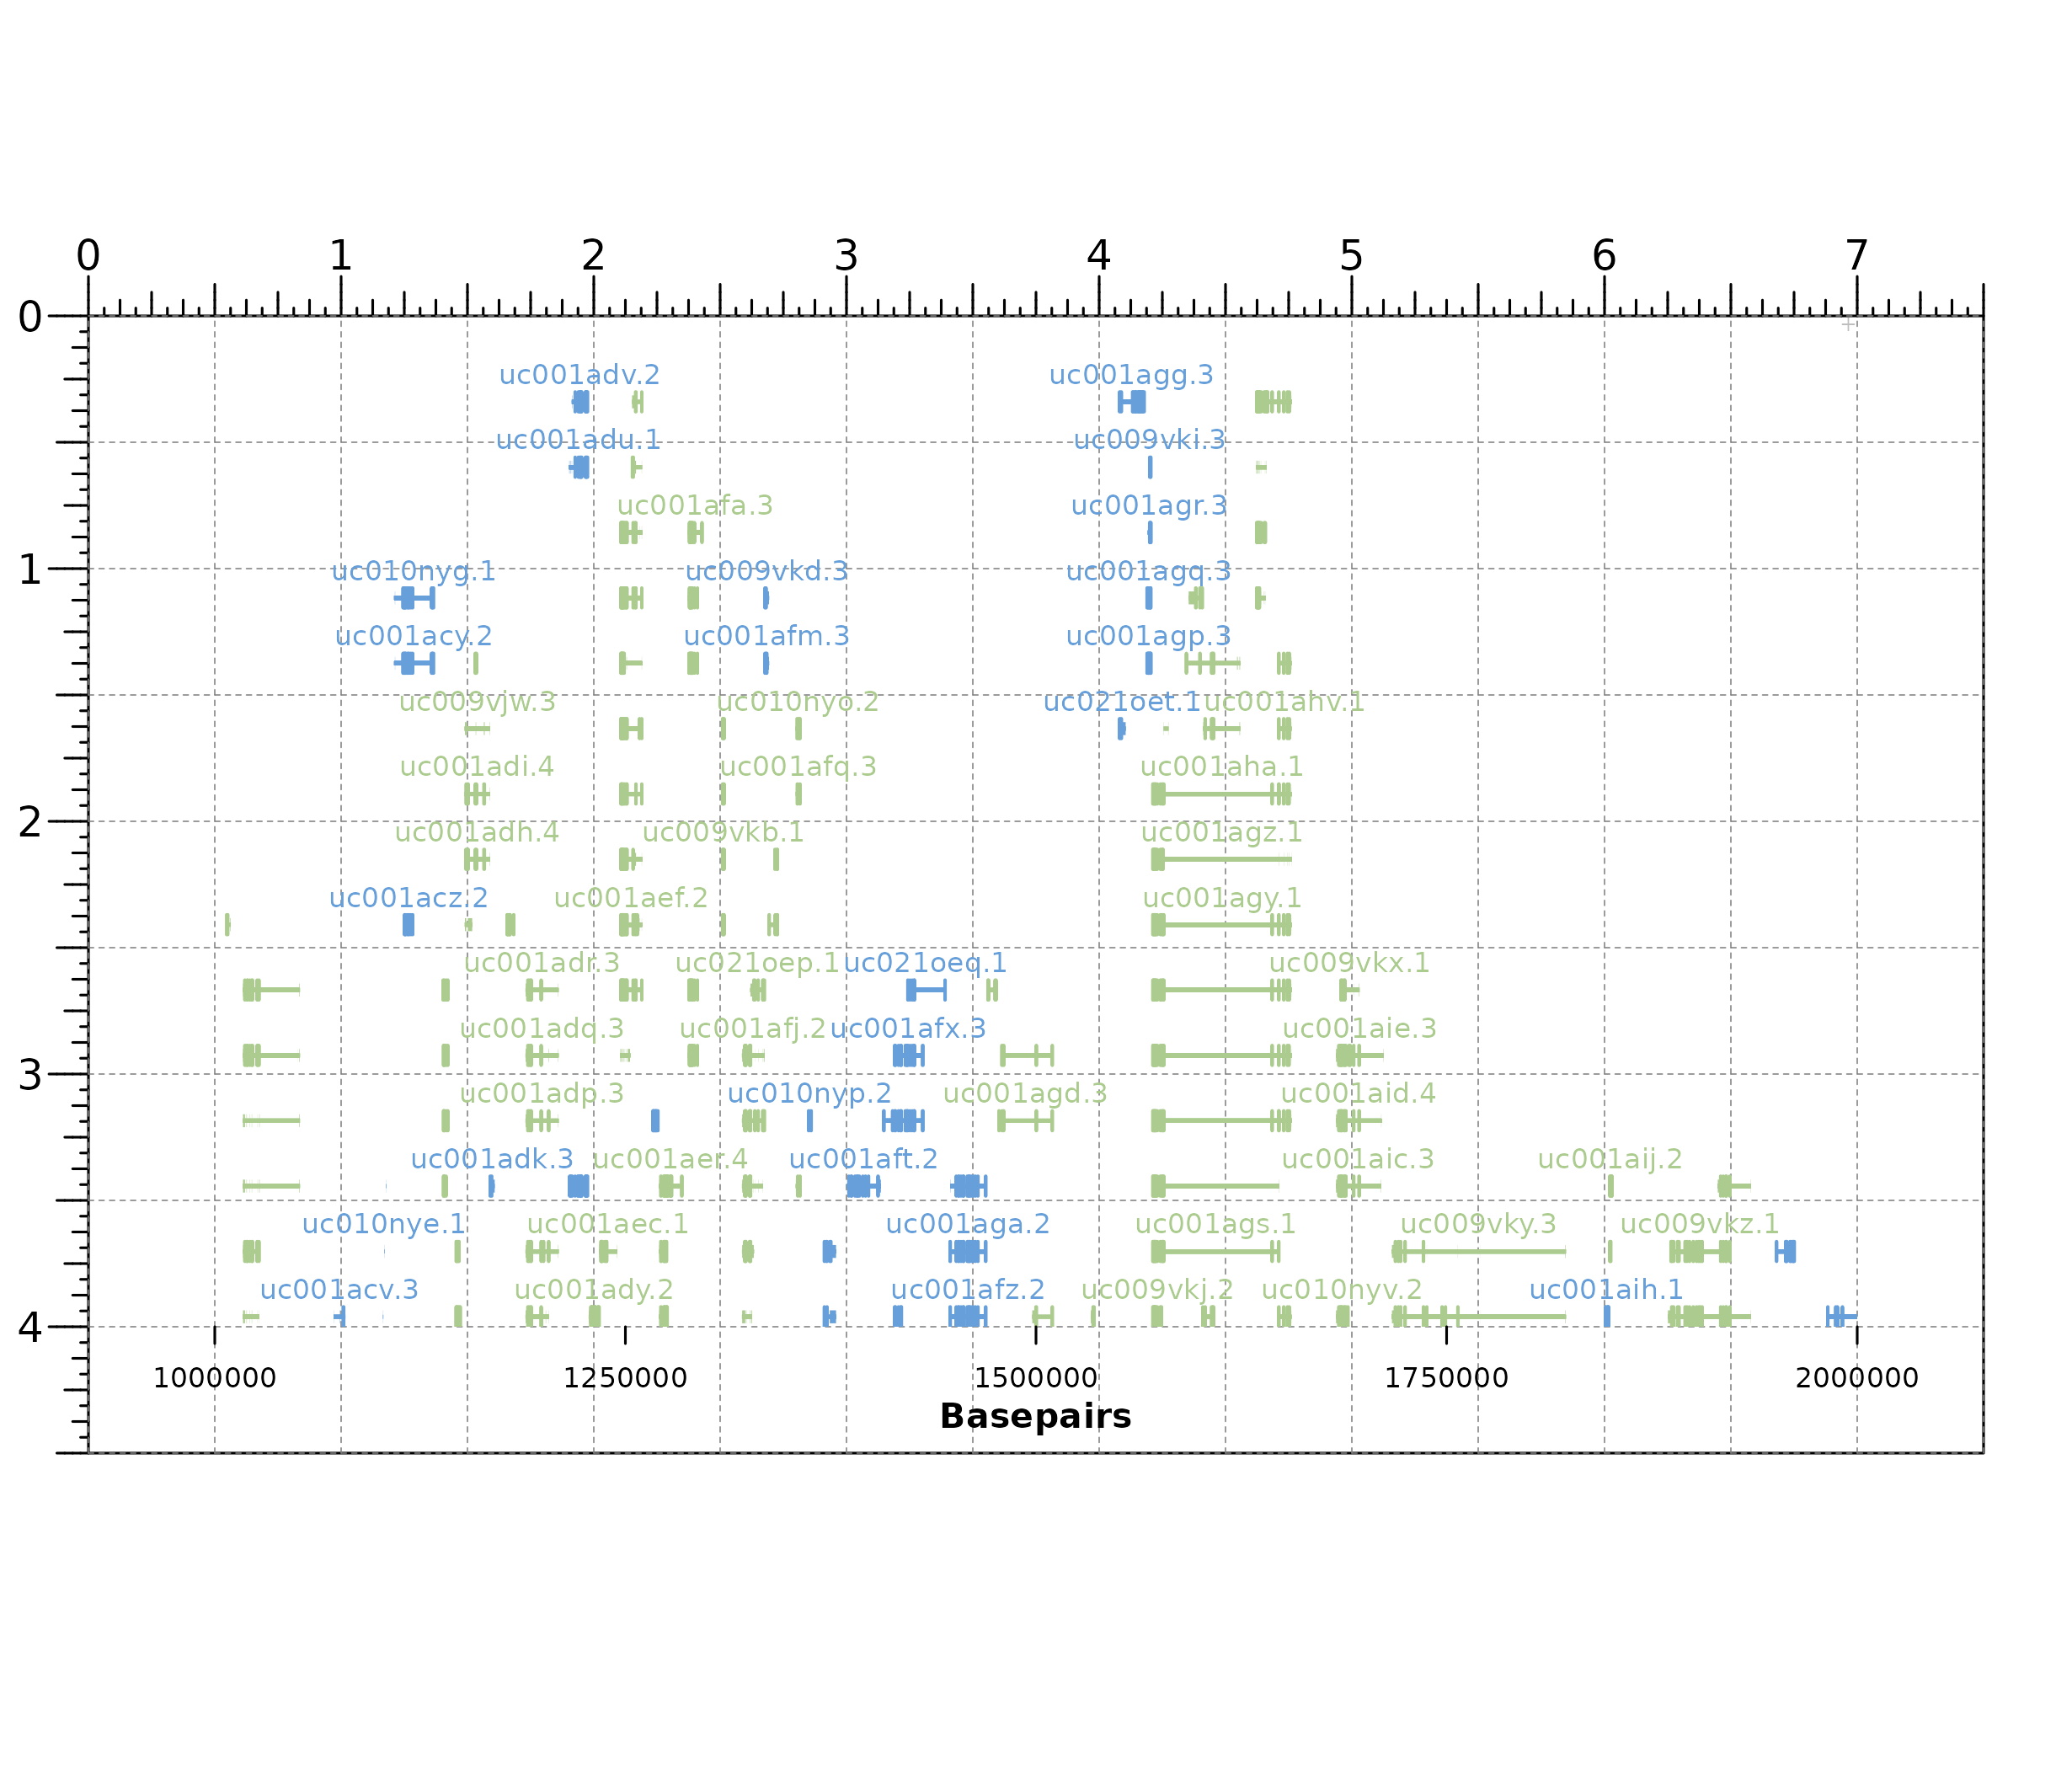 0 1 2 3 4 5 6 7
0
uc001adv.2 uc001agg.3
uc001adu.1 uc009vki.3
uc001afa.3 uc001agr.3
1
uc010nyg.1 uc009vkd.3 uc001agq.3
uc001acy.2 uc001afm.3 uc001agp.3
uc009vjw.3 uc010nyo.2 uc021oet.1 uc001ahv.1
uc001adi.4 uc001afq.3 uc001aha.1
2
uc001adh.4 uc009vkb.1 uc001agz.1
uc001acz.2 uc001aef.2 uc001agy.1
uc001adr.3 uc021oep.1 uc021oeq.1 uc009vkx.1
uc001adq.3 uc001afj.2 uc001afx.3 uc001aie.3
3
uc001adp.3 uc010nyp.2 uc001agd.3 uc001aid.4
uc001adk.3 uc001aer.4 uc001aft.2 uc001aic.3 uc001aij.2
uc010nye.1 uc001aec.1 uc001aga.2 uc001ags.1 uc009vky.3 uc009vkz.1
uc001acv.3 uc001ady.2 uc001afz.2 uc009vkj.2 uc010nyv.2 uc001aih.1
4
1000000 1250000 1500000 1750000 2000000
Basepairs